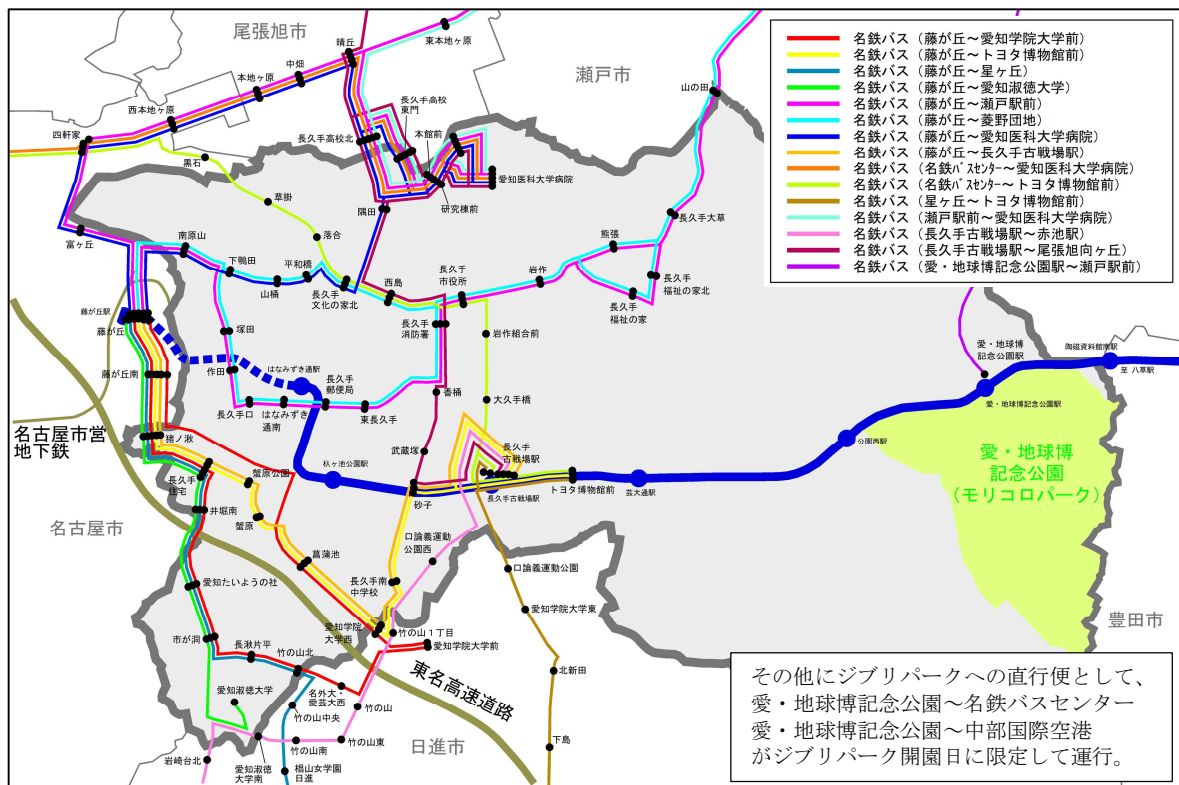 尾張旭市
瀬戸市
名古屋市
日進市
豊田市
名古屋市営
地下鉄
東名高速道路
愛・地球博
記念公園
(モリコロパーク)
名鉄バス（藤が丘～愛知学院大学前）
名鉄バス（藤が丘～トヨタ博物館前）
名鉄バス（藤が丘～星ヶ丘）
名鉄バス（藤が丘～愛知淑徳大学）
名鉄バス（藤が丘～瀬戸駅前）
名鉄バス（藤が丘～菱野団地）
名鉄バス（藤が丘～愛知医科大学病院）
名鉄バス（藤が丘～長久手古戦場駅）
名鉄バス（名鉄ﾊﾞｽｾﾝﾀｰ～愛知医科大学病院）
名鉄バス（名鉄ﾊﾞｽｾﾝﾀｰ～トヨタ博物館前）
名鉄バス（星ヶ丘～トヨタ博物館前）
名鉄バス（瀬戸駅前～愛知医科大学病院）
名鉄バス（長久手古戦場駅～赤池駅）
名鉄バス（長久手古戦場駅～尾張旭向ヶ丘）
名鉄バス（愛・地球博記念公園駅～瀬戸駅前）
東本地ヶ原
晴丘
中畑
本地ヶ原
西本地ヶ原
四軒家
長久手高校
東門
本館前
長久手高校北
愛知医科大学病院
研究棟前
山の田
黒石
草掛
落合
隅田
富ヶ丘
南原山
下鴨田
平和橋
山桶
長久手
文化の家北
西島
長久手
市役所
岩作
熊張
長久手大草
長久手
福祉の家北
長久手
福祉の家
藤が丘駅
藤が丘
藤が丘南
塚田
作田
はなみずき通駅
長久手
郵便局
長久手口
はなみずき
通南
東長久手
長久手
消防署
岩作組合前
香桶
大久手橋
猪ノ湫
長久手
住宅
蟹原公園
蟹原
井堀南
杁ヶ池公園駅
武蔵塚
砂子
長久手
古戦場駅
長久手古戦場駅
トヨタ博物館前
芸大通駅
公園西駅
愛・地球博
記念公園駅
愛・地球博記念公園駅
陶磁資料館南駅
至 八草駅
菖蒲池
愛知たいようの杜
長久手南
中学校
口論義運動
公園西
口論義運動公園
愛知学院大学東
北新田
下島
市が洞
長湫片平
竹の山北
愛知学院
大学西
竹の山１丁目
愛知学院大学前
愛知淑徳大学
名外大・
愛芸大西
竹の山
竹の山中央
竹の山南
竹の山東
岩崎台北
愛知淑徳
大学南
椙山女学園
日進
その他にジブリパークへの直行便として、
愛・地球博記念公園～名鉄バスセンター
愛・地球博記念公園～中部国際空港
がジブリパーク開園日に限定して運行。